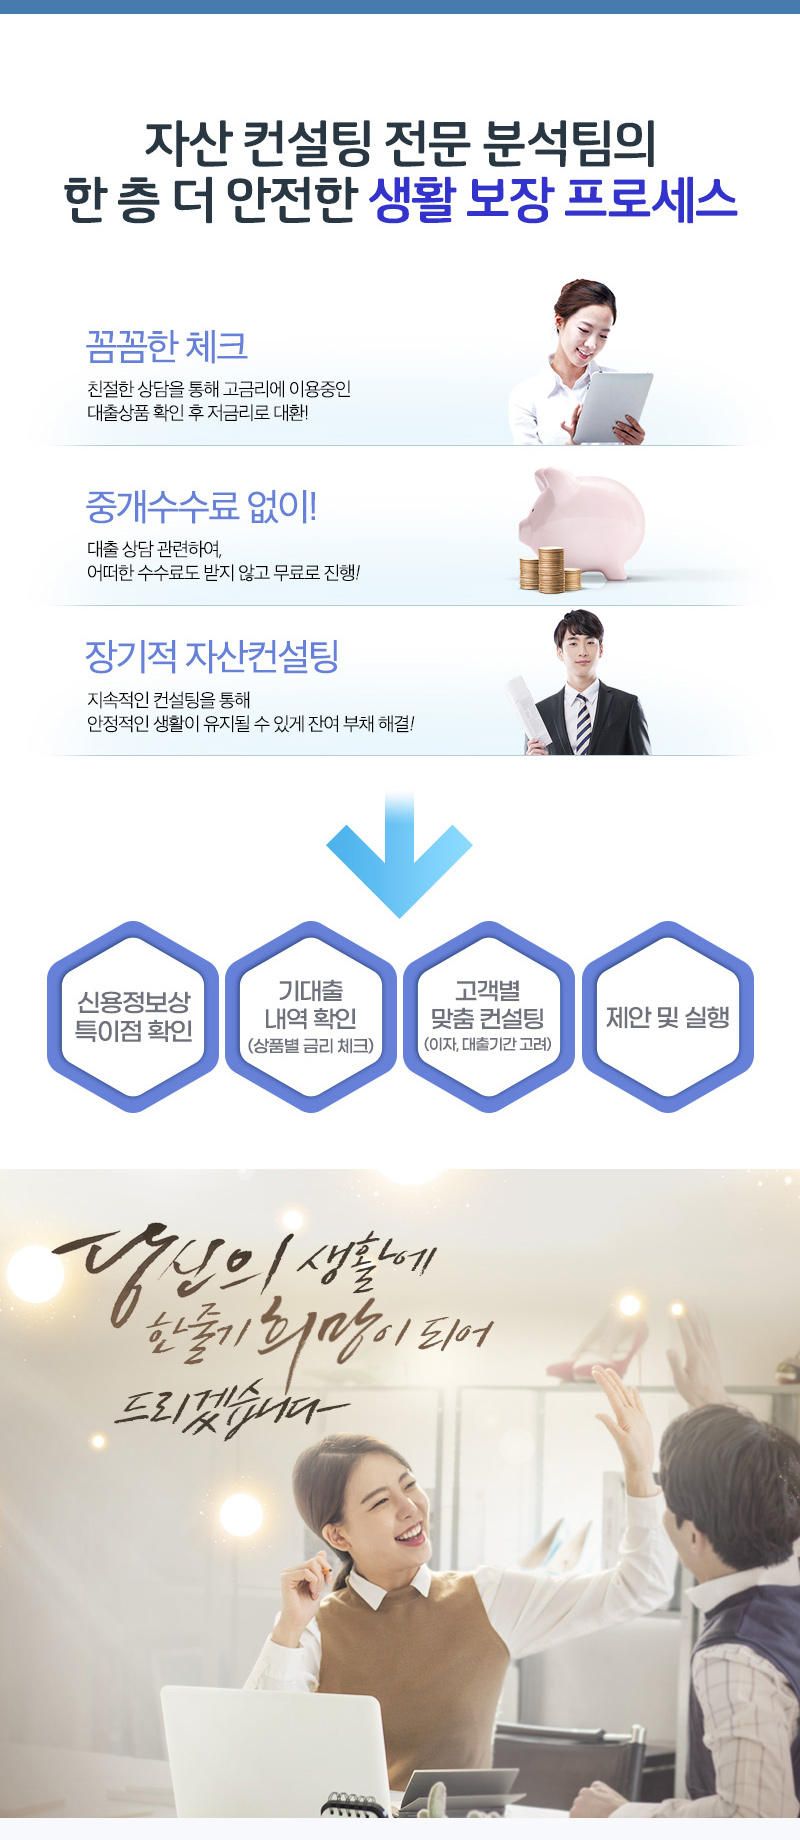 자산 컨설팅 전문 분석팀의
한 층 더 안전한 생활 보장 프로세스
꼼꼼한 체크
친절한 상담을 통해 고금리에 이용중인
대출상품 확인 후 저금리로 대환!
중개수수료 없이!
대출 상담 관련하여,
어떠한 수수료도 받지 않고 무료로 진행!
장기적 자산컨설팅
지속적인 컨설팅을 통해
안정적인 생활이 유지될 수 있게 잔여 부채 해결!
신용정보상
특이점 확인
기대출
내역 확인
(상품별 금리 체크)
고객별
맞춤 컨설팅
(이자, 대출기간 고려)
제안 및 실행
당신의 생활에
한줄기 희망이 되어
드리겠습니다